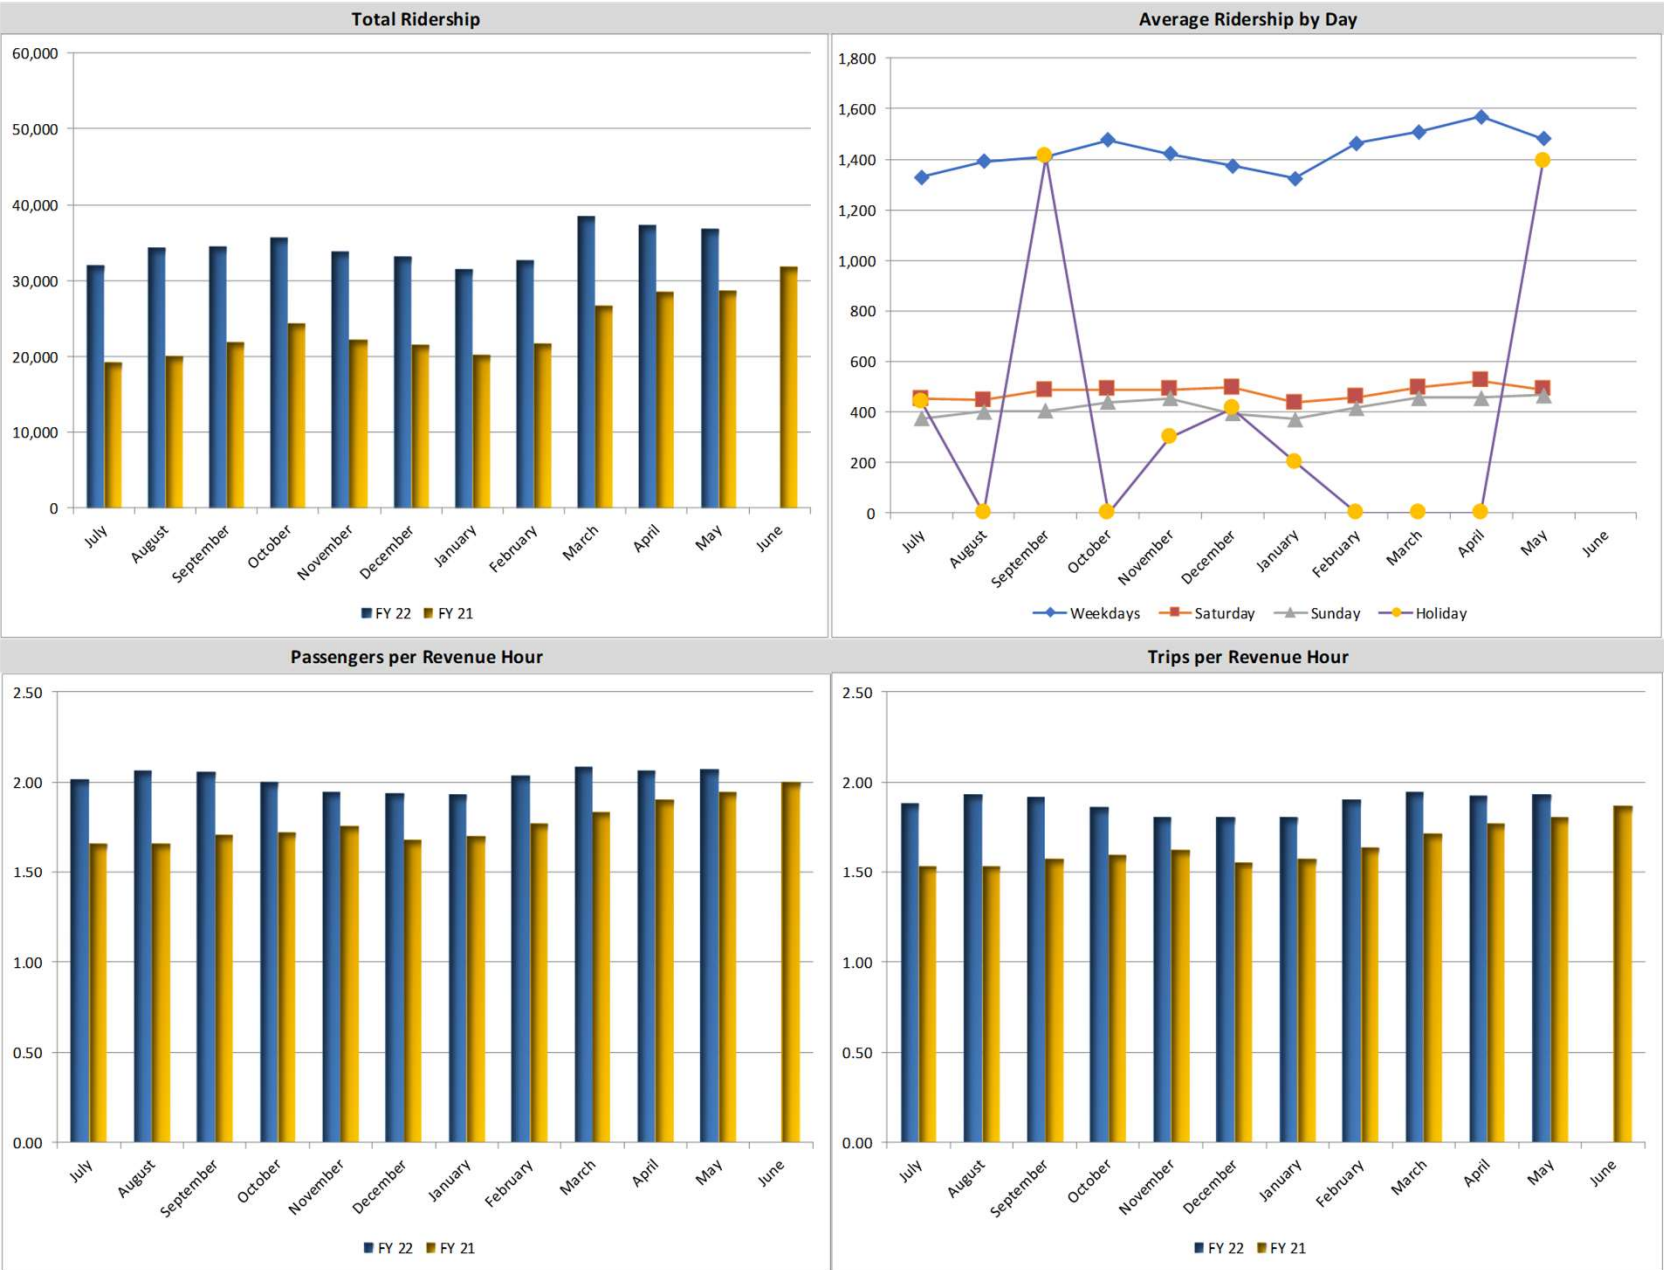 Total Ridership
60,000
50,000
40,000
30,000
20,000
10,000
0
July August September October November December January February March April May June
FY 22 FY 21
Average Ridership by Day
1,800
1,600
1,400
1,200
1,000
800
600
400
200
0
July August September October November December January February March April May June
Weekdays Saturday Sunday Holiday
Passengers per Revenue Hour
2.50
2.00
1.50
1.00
0.50
0.00
July August September October November December January February March April May June
FY 22 FY 21
Trips per Revenue Hour
2.50
2.00
1.50
1.00
0.50
0.00
July August September October November December January February March April May June
FY 22 FY 21